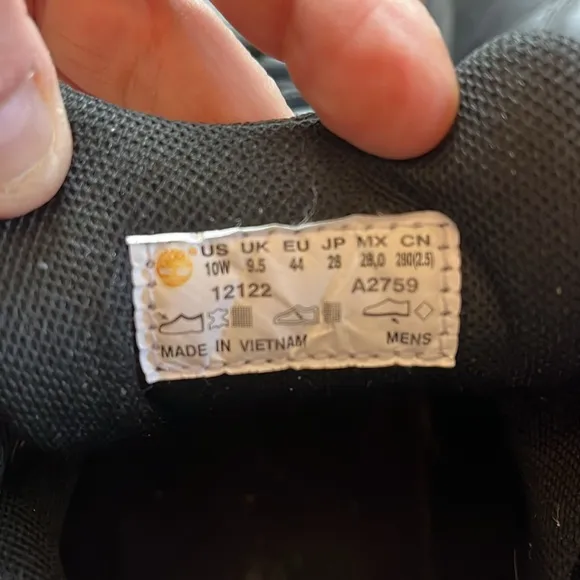 US UK EU JP MX CN
10W 9.5 44 28 28.0 280(2.5)
12122 A2759
MADE IN VIETNAM MENS